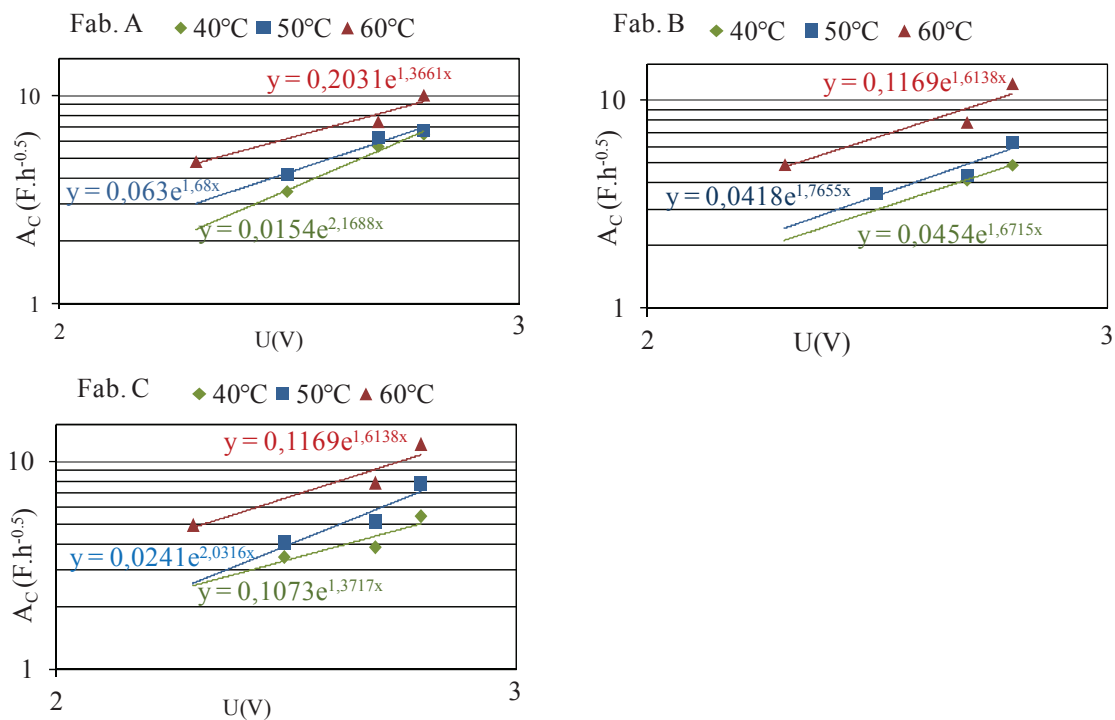 Fab. A 40°C 50°C 60°C
10
1
A_C (F.h^-0.5)
y = 0,2031e^1,3661x
y = 0,063e^1,68x
y = 0,0154e^2,1688x
2 3
U(V)
Fab. B 40°C 50°C 60°C
10
1
A_C (F.h^-0.5)
y = 0,1169e^1,6138x
y = 0,0418e^1,7655x
y = 0,0454e^1,6715x
2 3
U(V)
Fab. C 40°C 50°C 60°C
10
1
A_C (F.h^-0.5)
y = 0,1169e^1,6138x
y = 0,0241e^2,0316x
y = 0,1073e^1,3717x
2 3
U(V)